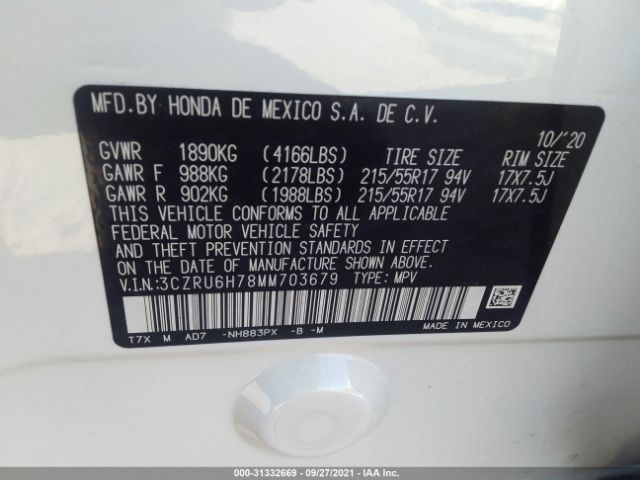 MFD.BY HONDA DE MEXICO S.A. DE C.V.
10/'20
GVWR 1890KG (4166LBS) TIRE SIZE RIM SIZE
GAWR F 988KG (2178LBS) 215/55R17 94V 17X7.5J
GAWR R 902KG (1988LBS) 215/55R17 94V 17X7.5J
THIS VEHICLE CONFORMS TO ALL APPLICABLE
FEDERAL MOTOR VEHICLE SAFETY
AND THEFT PREVENTION STANDARDS IN EFFECT
ON THE DATE OF MANUFACTURE SHOWN ABOVE.
V.I.N.:3CZRU6H78MM703679 TYPE: MPV
T7X M AD7 -NH883PX -B -M
MADE IN MEXICO
000-31332669 - 09/27/2021 - IAA Inc.